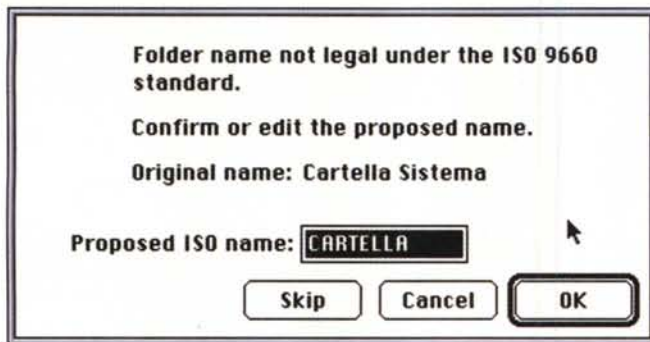 Folder name not legal under the ISO 9660
standard.
Confirm or edit the proposed name.
Original name: Cartella Sistema
Proposed ISO name: CARTELLA
Skip Cancel OK